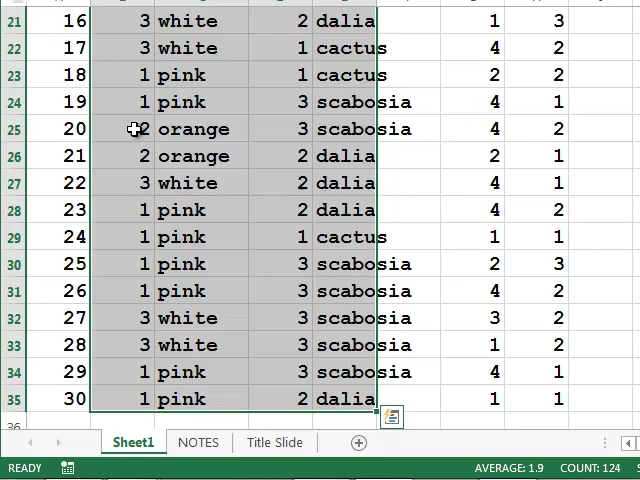 21 16 3 white 2 dalia 1 3
22 17 3 white 1 cactus 4 2
23 18 1 pink 1 cactus 2 2
24 19 1 pink 3 scabosia 4 1
25 20 2 orange 3 scabosia 4 2
26 21 2 orange 2 dalia 2 1
27 22 3 white 2 dalia 4 1
28 23 1 pink 2 dalia 4 2
29 24 1 pink 1 cactus 1 1
30 25 1 pink 3 scabosia 2 3
31 26 1 pink 3 scabosia 4 2
32 27 3 white 3 scabosia 3 2
33 28 3 white 3 scabosia 1 2
34 29 1 pink 3 scabosia 4 1
35 30 1 pink 2 dalia 1 1
36
Sheet1 NOTES Title Slide
READY AVERAGE: 1.9 COUNT: 124